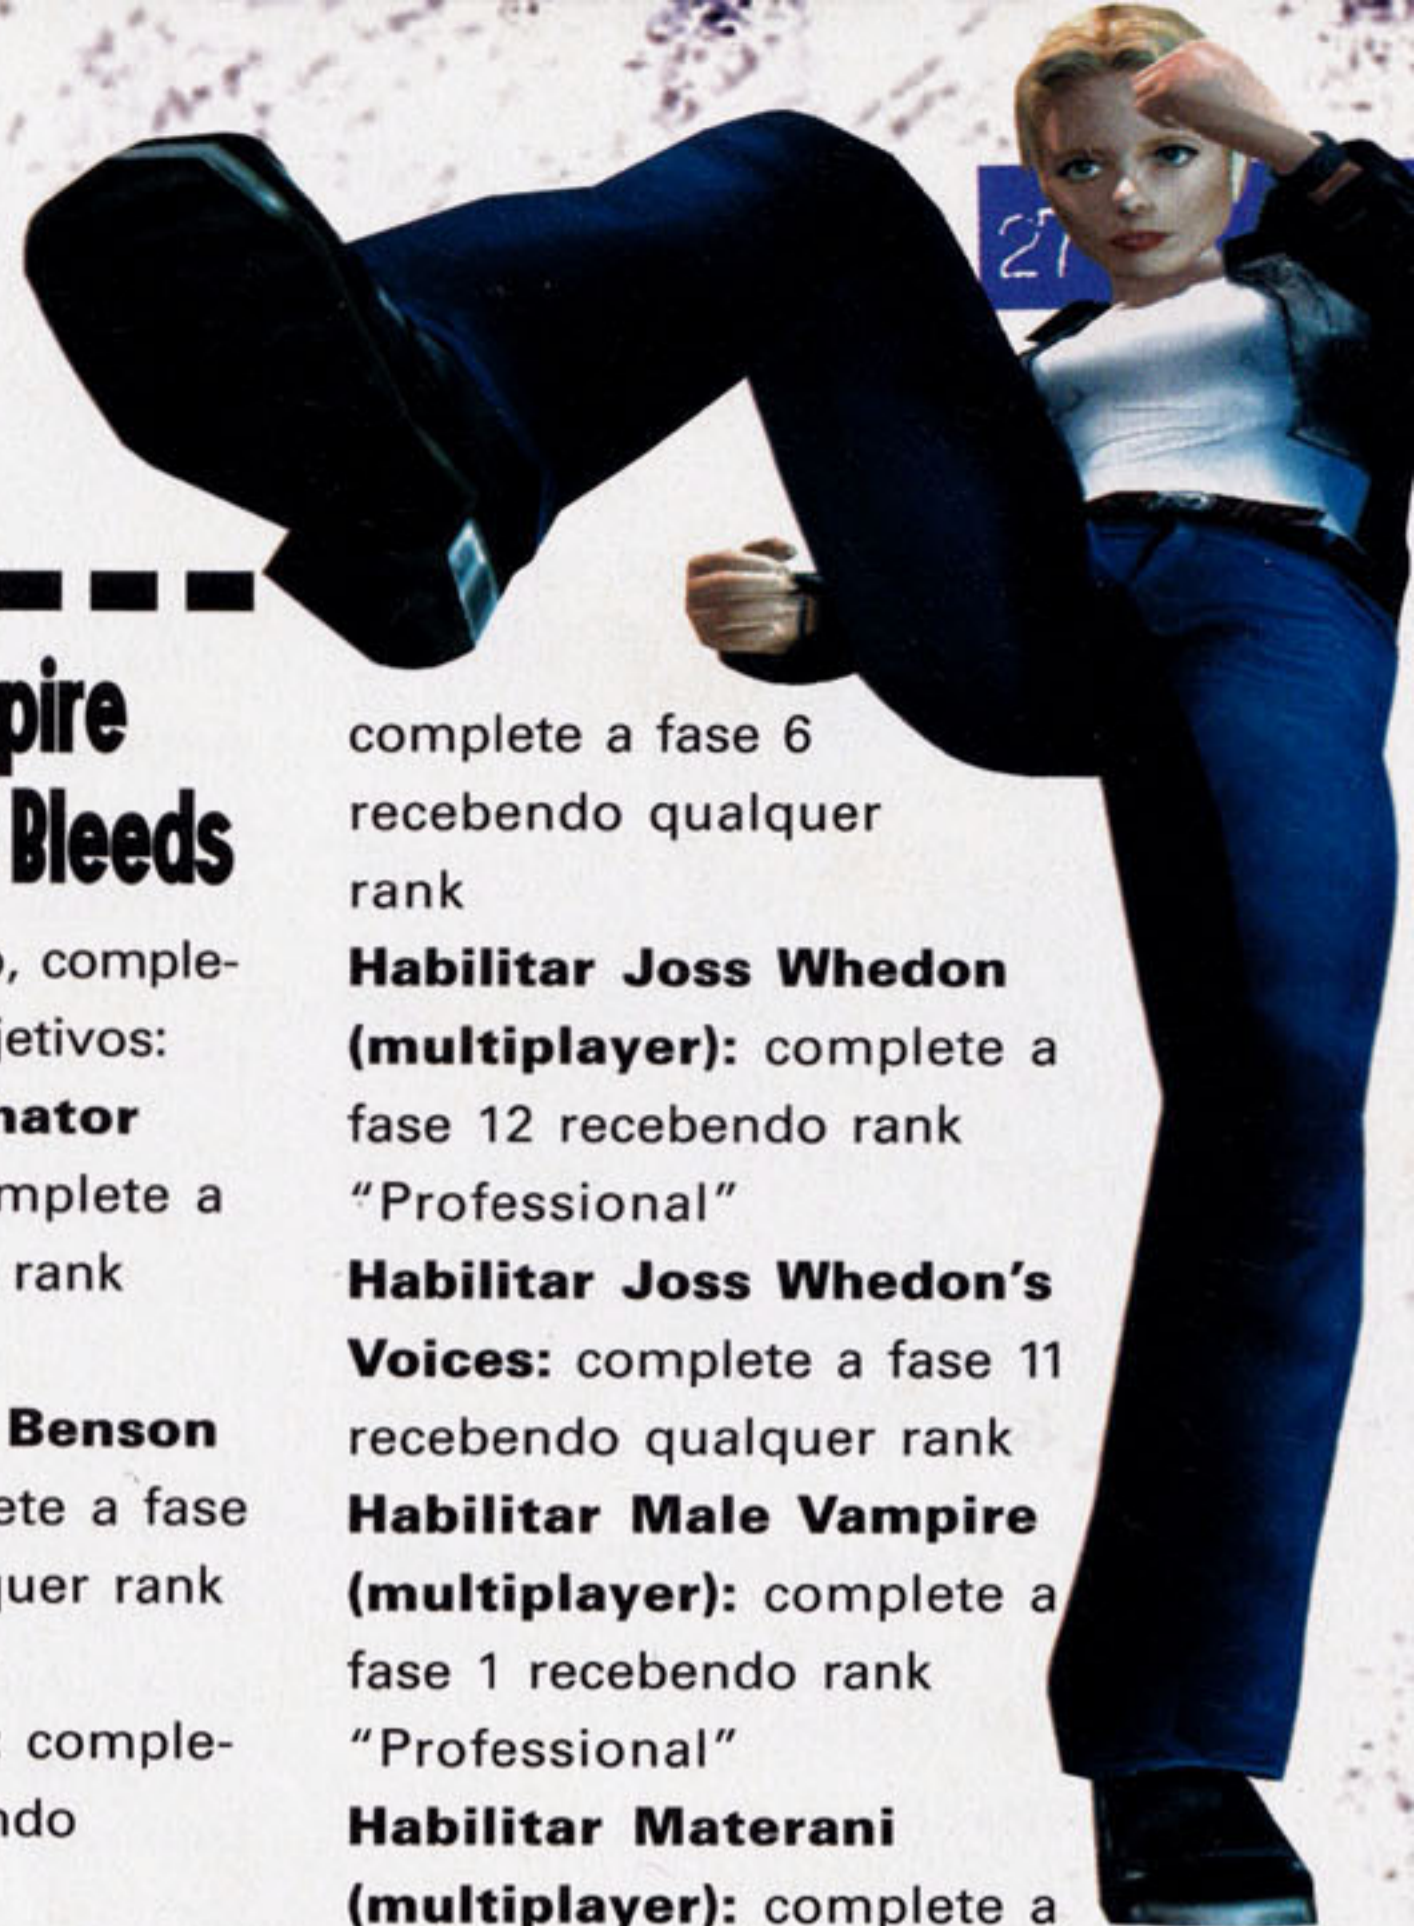 27
pire
Bleeds
, comple-
jetivos:
nator
mplete a
rank
Benson
ete a fase
quer rank
: comple-
ndo
complete a fase 6
recebendo qualquer
rank
Habilitar Joss Whedon
(multiplayer): complete a
fase 12 recebendo rank
“Professional”
Habilitar Joss Whedon’s
Voices: complete a fase 11
recebendo qualquer rank
Habilitar Male Vampire
(multiplayer): complete a
fase 1 recebendo rank
“Professional”
Habilitar Materani
(multiplayer): complete a